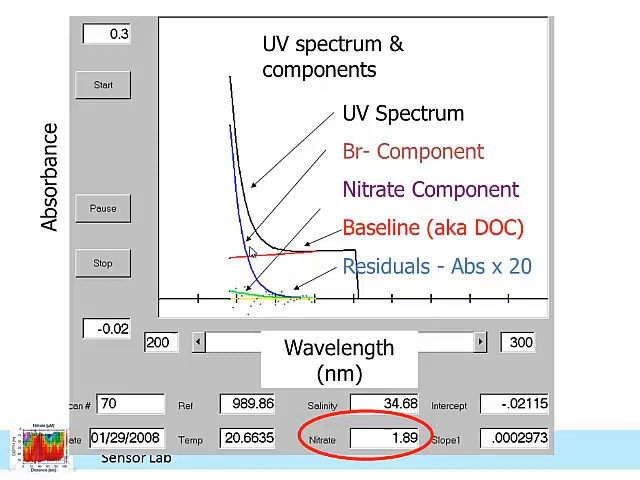 0.3
UV spectrum &
components
Start
UV Spectrum
Br- Component
Nitrate Component
Pause
Baseline (aka DOC)
Stop
Residuals - Abs x 20
Absorbance
-0.02
200
300
Wavelength
(nm)
can # 70 Ref 989.86 Salinity 34.68 Intercept -.02115
ate 01/29/2008 Temp 20.6635 Nitrate 1.89 Slope1 .0002973
Sensor Lab